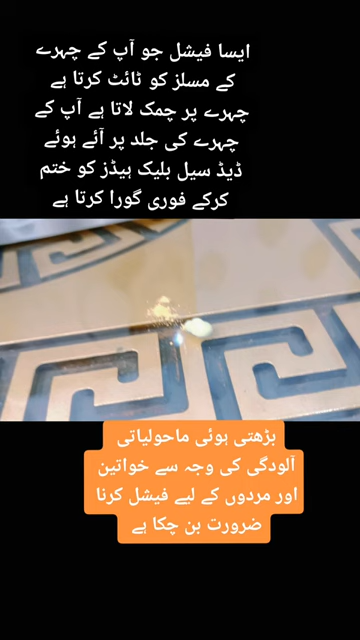 ایسا فیشل جو آپ کے چہرے
کے مسلز کو ٹائٹ کرتا ہے
چہرے پر چمک لاتا ہے آپ کے
چہرے کی جلد پر آئے ہوئے
ڈیڈ سیل بلیک ہیڈز کو ختم
کرکے فوری گورا کرتا ہے
بڑھتی ہوئی ماحولیاتی
آلودگی کی وجہ سے خواتین
اور مردوں کے لیے فیشل کرنا
ضرورت بن چکا ہے